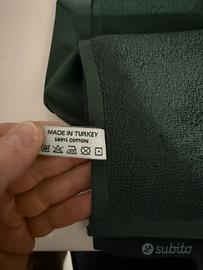 MADE IN TURKEY
100% COTTON
subito